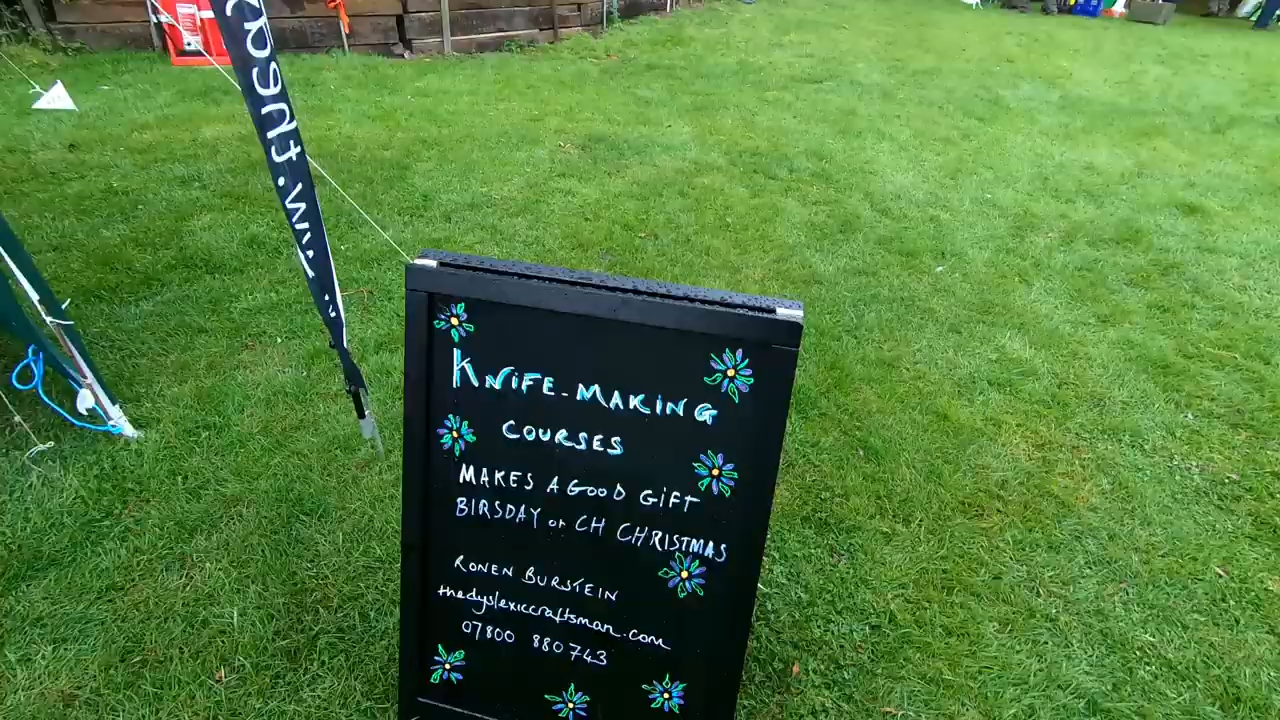 KNIFE-MAKING
COURSES
MAKES A GOOD GIFT
BIRSDAY or CH CHRISTMAS
RONEN BURSTEIN
thedyslexiccraftsman.com
07800 880743